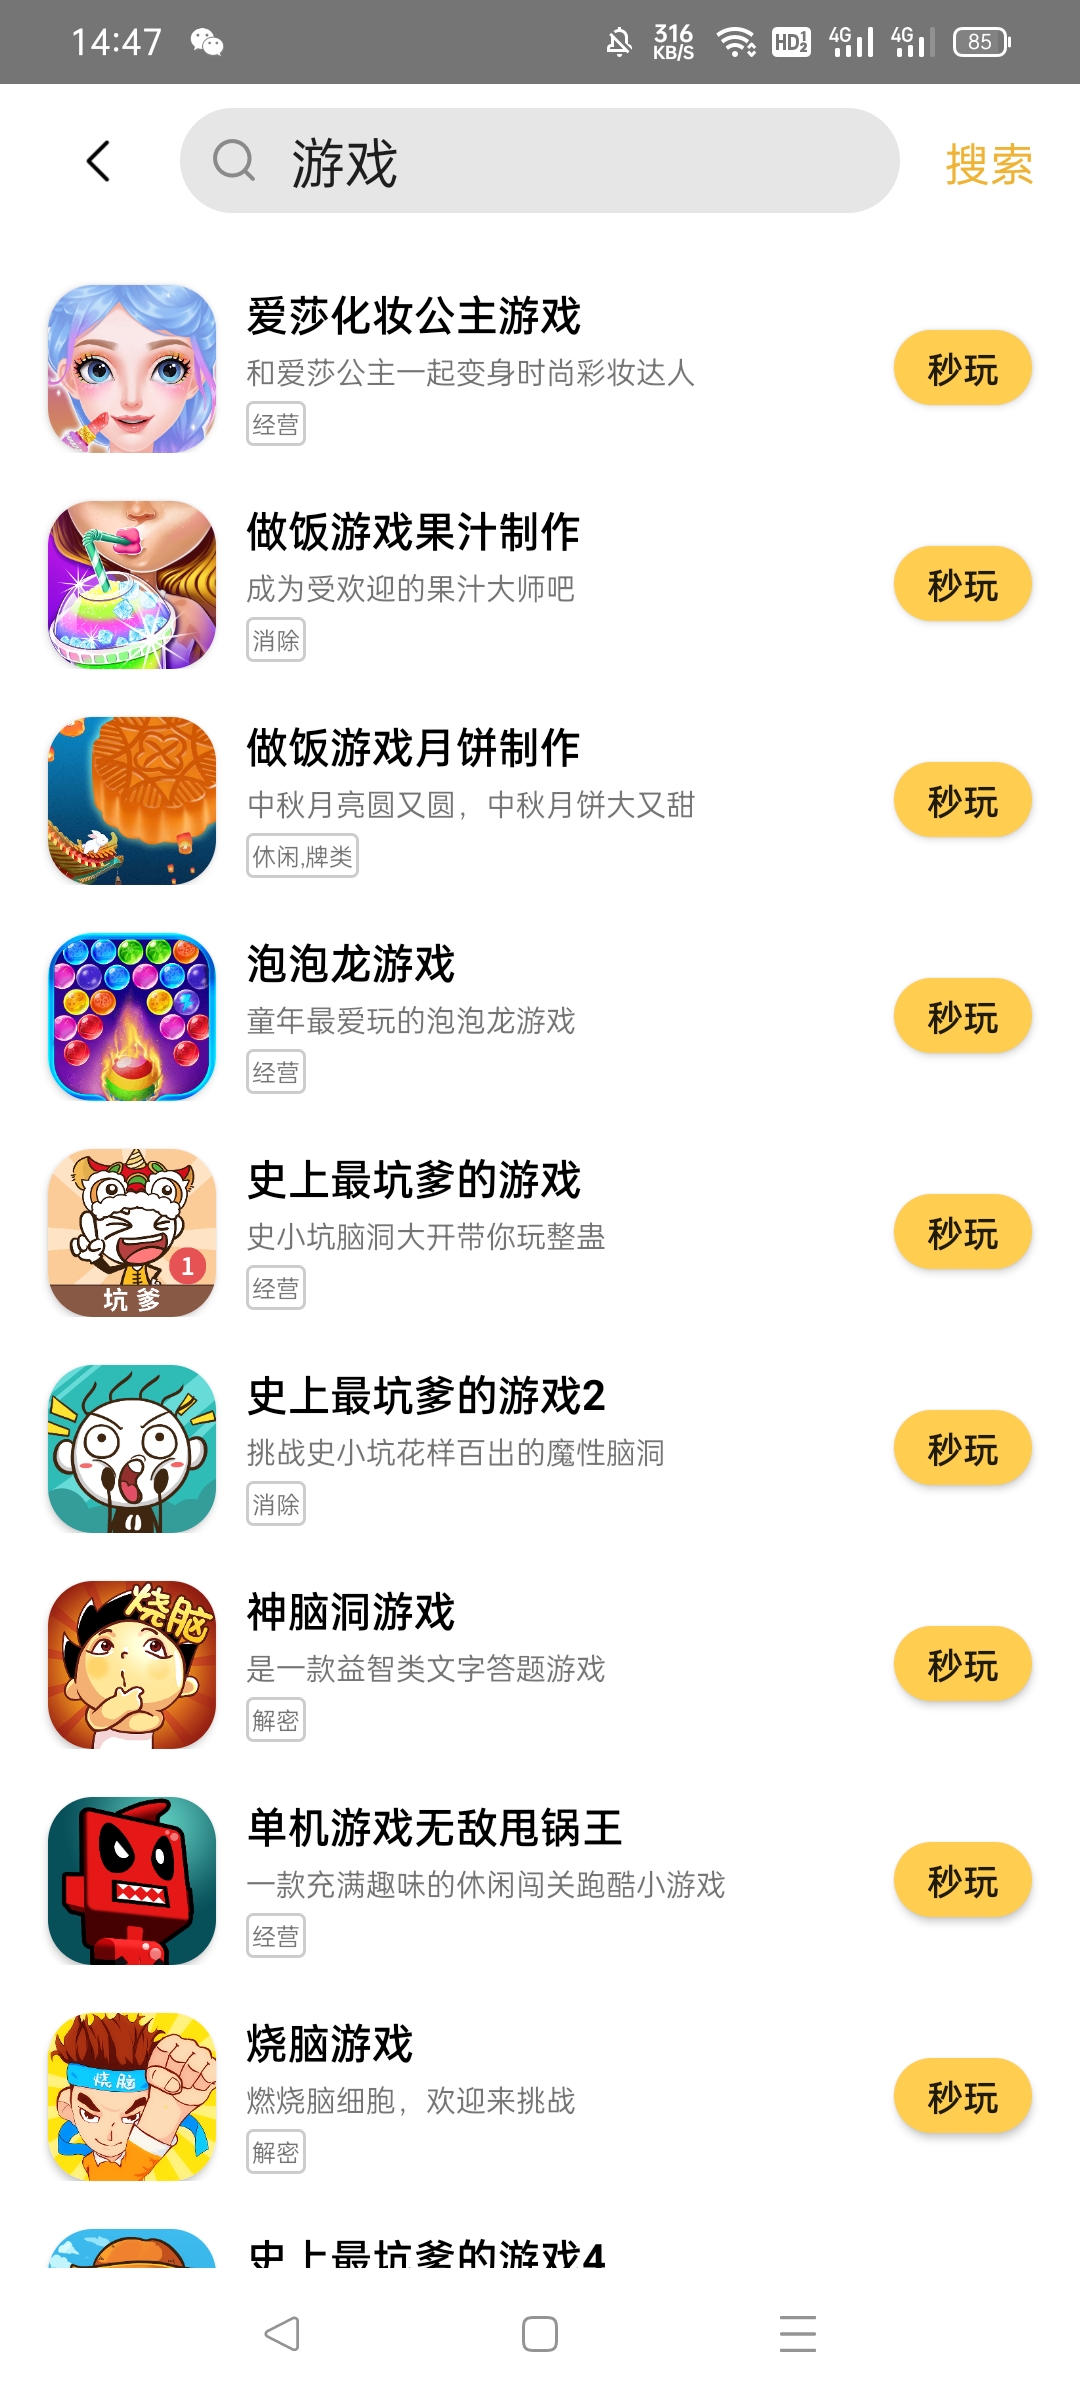 14:47
316
KB/S
HD 1 2
4G
4G
85
游戏
搜索
爱莎化妆公主游戏
和爱莎公主一起变身时尚彩妆达人
经营
秒玩
做饭游戏果汁制作
成为受欢迎的果汁大师吧
消除
秒玩
做饭游戏月饼制作
中秋月亮圆又圆，中秋月饼大又甜
休闲,牌类
秒玩
泡泡龙游戏
童年最爱玩的泡泡龙游戏
经营
秒玩
1
坑爹
史上最坑爹的游戏
史小坑脑洞大开带你玩整蛊
经营
秒玩
史上最坑爹的游戏2
挑战史小坑花样百出的魔性脑洞
消除
秒玩
烧脑
神脑洞游戏
是一款益智类文字答题游戏
解密
秒玩
单机游戏无敌甩锅王
一款充满趣味的休闲闯关跑酷小游戏
经营
秒玩
烧脑
烧脑游戏
燃烧脑细胞，欢迎来挑战
解密
秒玩
史上最坑爹的游戏4